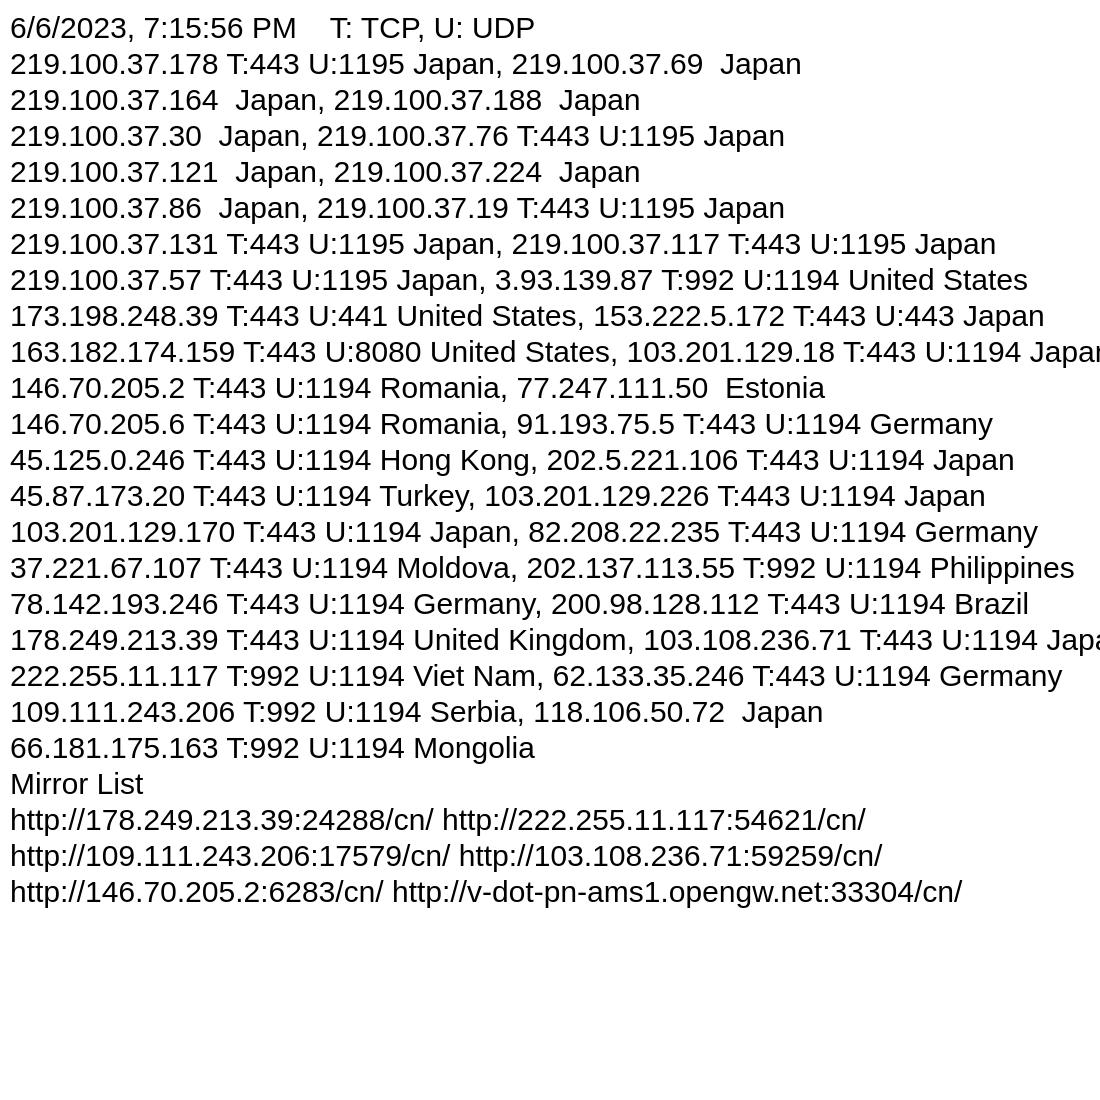 6/6/2023, 7:15:56 PM    T: TCP, U: UDP
219.100.37.178 T:443 U:1195 Japan, 219.100.37.69  Japan
219.100.37.164  Japan, 219.100.37.188  Japan
219.100.37.30  Japan, 219.100.37.76 T:443 U:1195 Japan
219.100.37.121  Japan, 219.100.37.224  Japan
219.100.37.86  Japan, 219.100.37.19 T:443 U:1195 Japan
219.100.37.131 T:443 U:1195 Japan, 219.100.37.117 T:443 U:1195 Japan
219.100.37.57 T:443 U:1195 Japan, 3.93.139.87 T:992 U:1194 United States
173.198.248.39 T:443 U:441 United States, 153.222.5.172 T:443 U:443 Japan
163.182.174.159 T:443 U:8080 United States, 103.201.129.18 T:443 U:1194 Japan
146.70.205.2 T:443 U:1194 Romania, 77.247.111.50  Estonia
146.70.205.6 T:443 U:1194 Romania, 91.193.75.5 T:443 U:1194 Germany
45.125.0.246 T:443 U:1194 Hong Kong, 202.5.221.106 T:443 U:1194 Japan
45.87.173.20 T:443 U:1194 Turkey, 103.201.129.226 T:443 U:1194 Japan
103.201.129.170 T:443 U:1194 Japan, 82.208.22.235 T:443 U:1194 Germany
37.221.67.107 T:443 U:1194 Moldova, 202.137.113.55 T:992 U:1194 Philippines
78.142.193.246 T:443 U:1194 Germany, 200.98.128.112 T:443 U:1194 Brazil
178.249.213.39 T:443 U:1194 United Kingdom, 103.108.236.71 T:443 U:1194 Japa
222.255.11.117 T:992 U:1194 Viet Nam, 62.133.35.246 T:443 U:1194 Germany
109.111.243.206 T:992 U:1194 Serbia, 118.106.50.72  Japan
66.181.175.163 T:992 U:1194 Mongolia
Mirror List
http://178.249.213.39:24288/cn/ http://222.255.11.117:54621/cn/
http://109.111.243.206:17579/cn/ http://103.108.236.71:59259/cn/
http://146.70.205.2:6283/cn/ http://v-dot-pn-ams1.opengw.net:33304/cn/